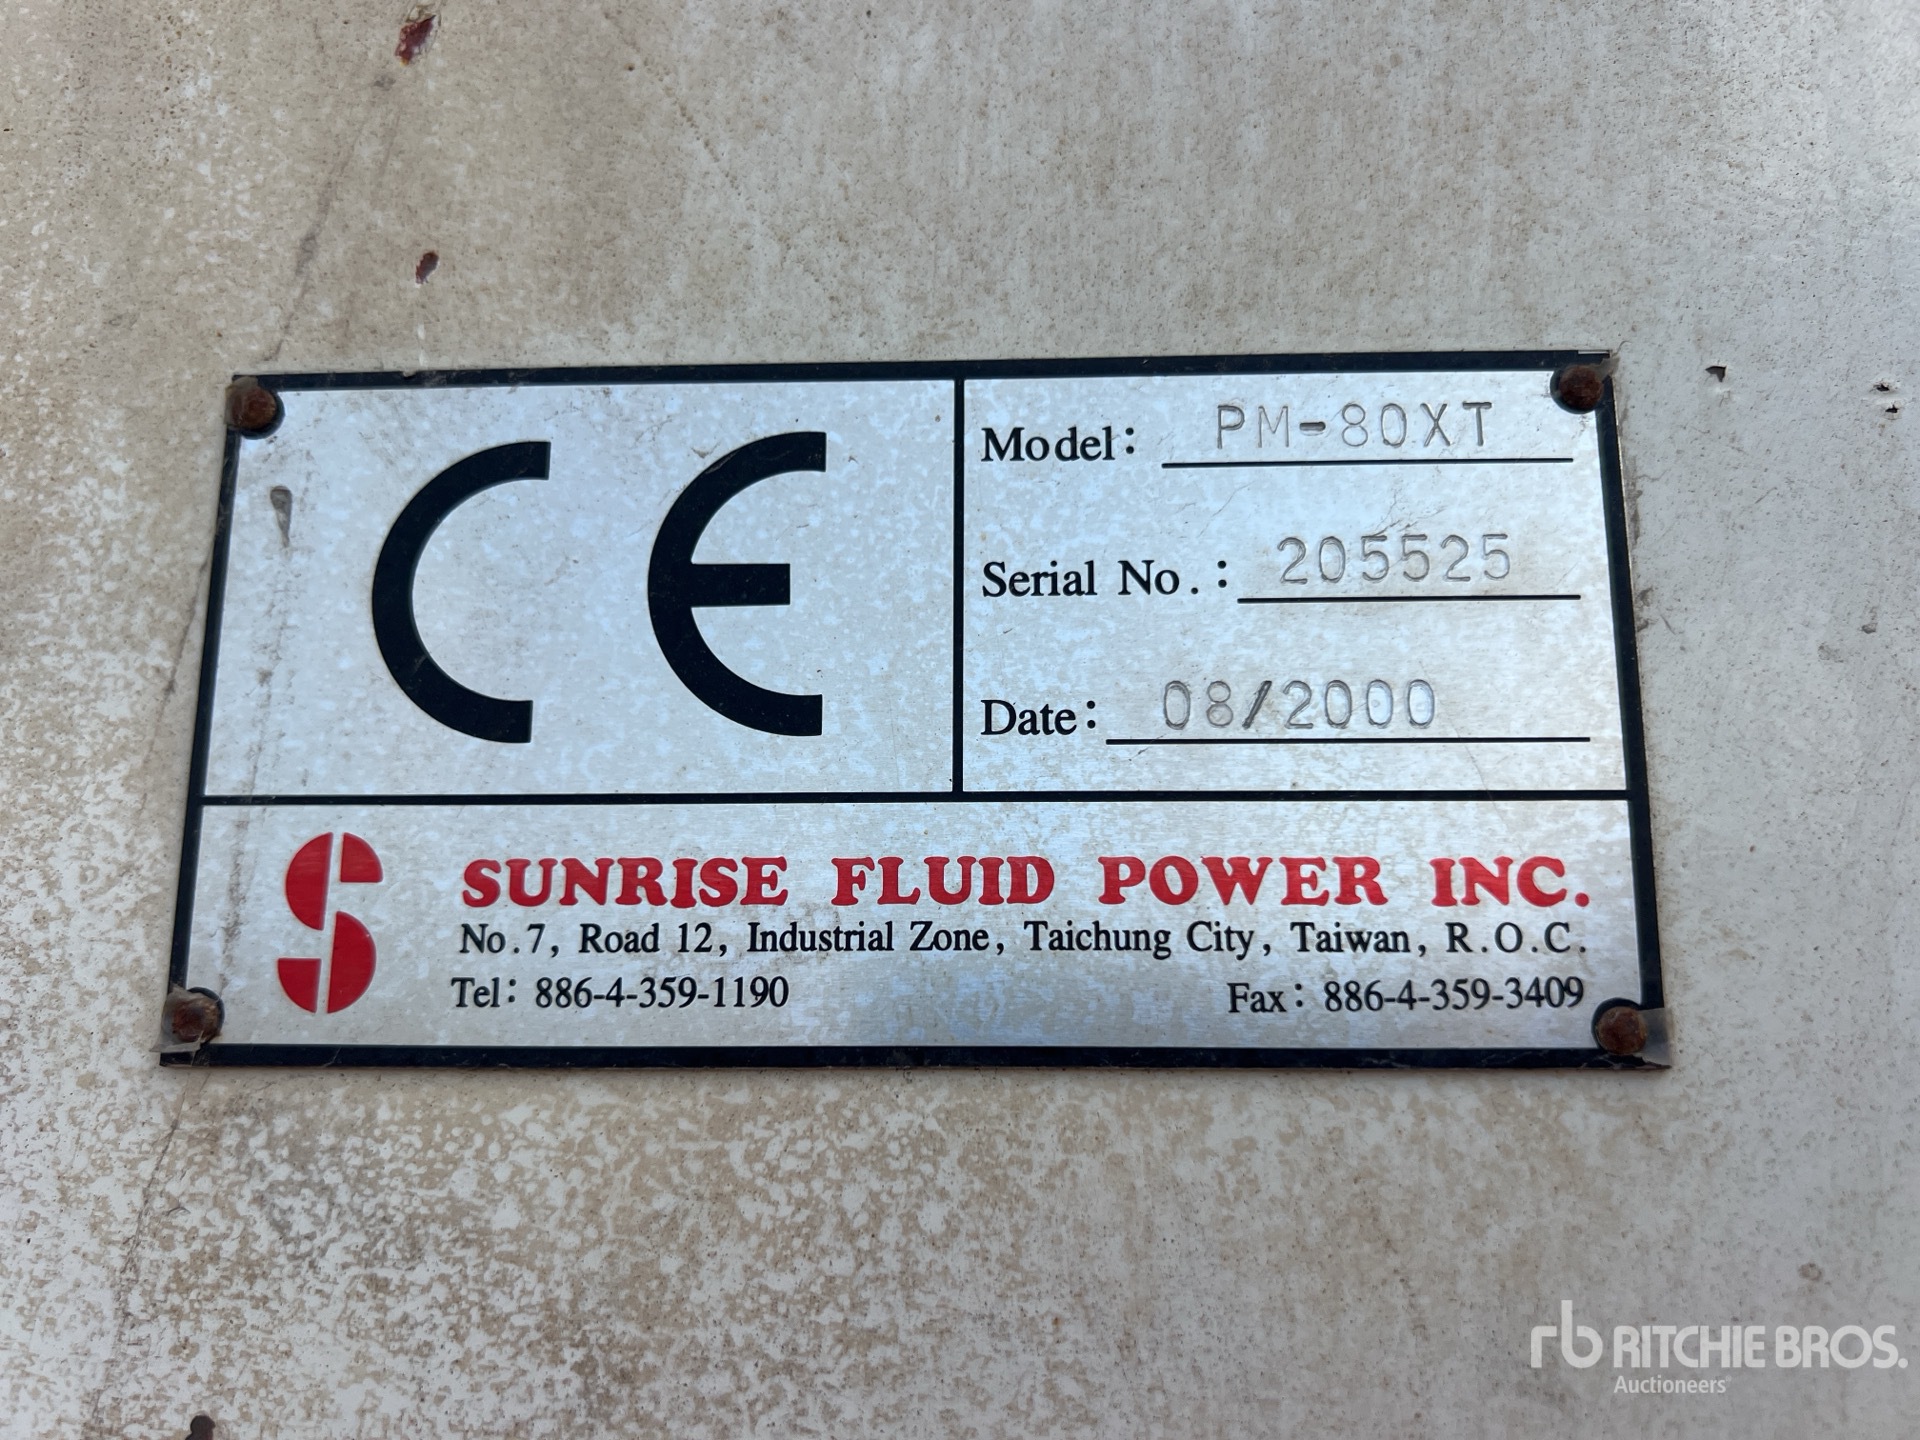 CE
Model: PM-80XT
Serial No.: 205525
Date: 08/2000
S
SUNRISE FLUID POWER INC.
No.7, Road 12, Industrial Zone, Taichung City, Taiwan, R.O.C.
Tel: 886-4-359-1190 Fax: 886-4-359-3409
rb RITCHIE BROS.
Auctioneers